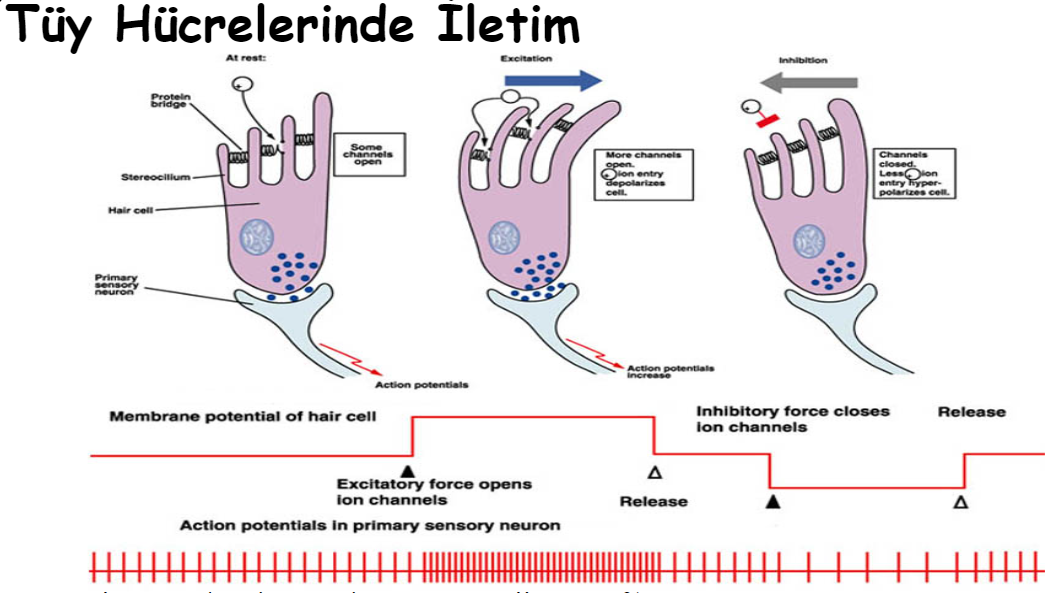 Tüy Hücrelerinde İletim
At rest:
Protein
bridge
Stereocilium
Hair cell
Primary
sensory
neuron
Some
channels
open
Action potentials
Excitation
More channels
open.
+ ion entry
depolarizes
cell.
Action potentials
increase
Inhibition
Channels
closed.
Less + ion
entry hyper-
polarizes cell.
Membrane potential of hair cell
Excitatory force opens
ion channels
Release
Inhibitory force closes
ion channels
Release
Action potentials in primary sensory neuron